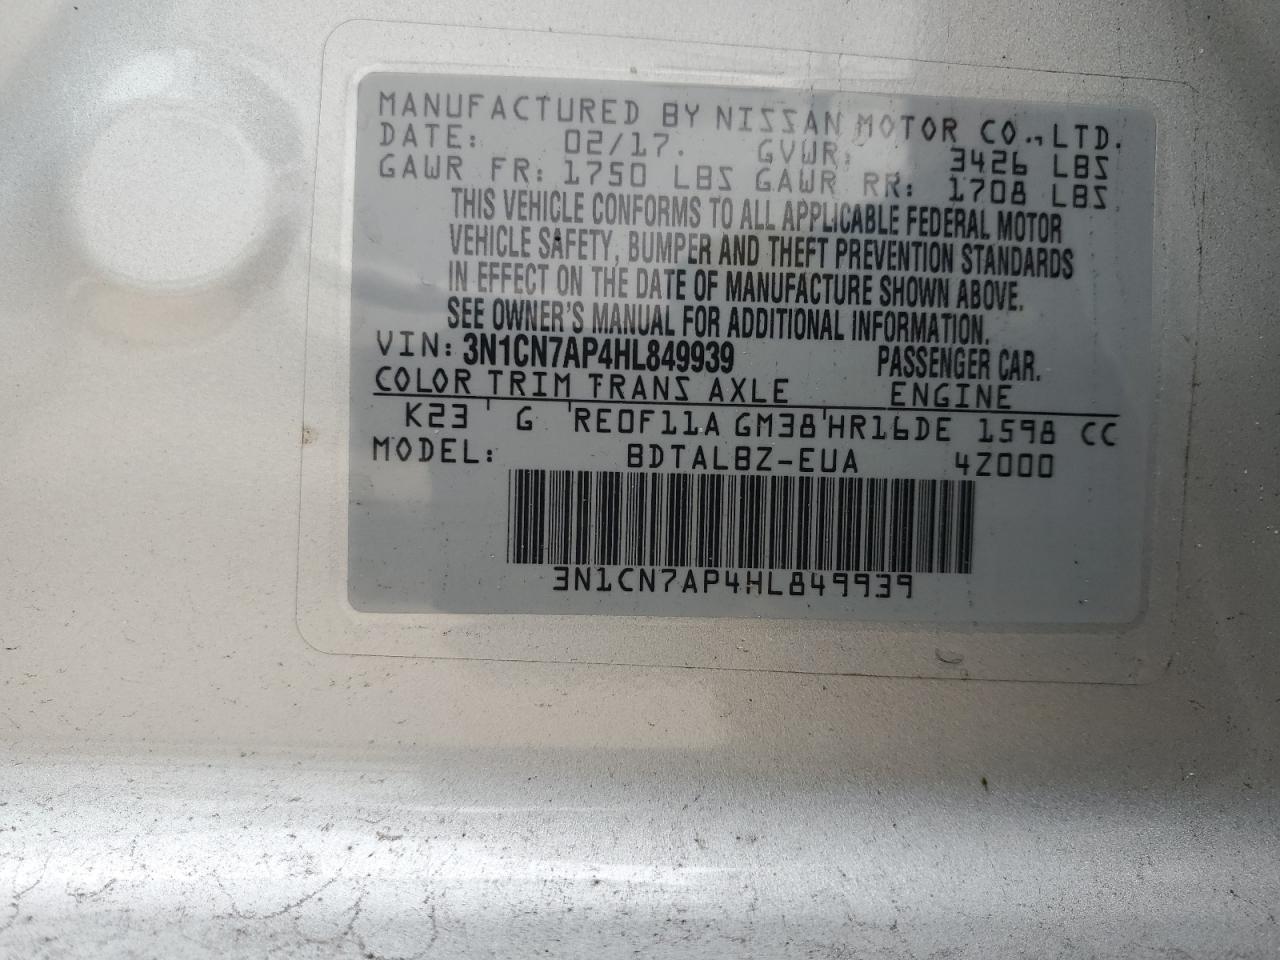 MANUFACTURED BY NISSAN MOTOR CO., LTD.
DATE: 02/17. GVWR: 3426 LBS
GAWR FR: 1750 LBS GAWR RR: 1708 LBS
THIS VEHICLE CONFORMS TO ALL APPLICABLE FEDERAL MOTOR
VEHICLE SAFETY, BUMPER AND THEFT PREVENTION STANDARDS
IN EFFECT ON THE DATE OF MANUFACTURE SHOWN ABOVE.
SEE OWNER'S MANUAL FOR ADDITIONAL INFORMATION.
VIN: 3N1CN7AP4HL849939 PASSENGER CAR.
COLOR TRIM TRANS AXLE ENGINE
K23 G RE0F11A GM38 HR16DE 1598 CC
MODEL: BDTALBZ-EUA 42000
3N1CN7AP4HL849939